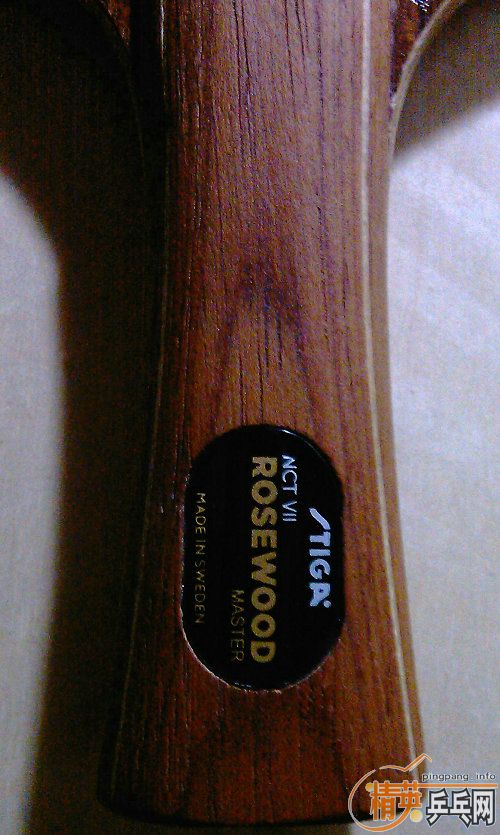 STIGA
NCT VII
ROSEWOOD
MASTER
MADE IN SWEDEN
pingpang.info
精英乒乓网